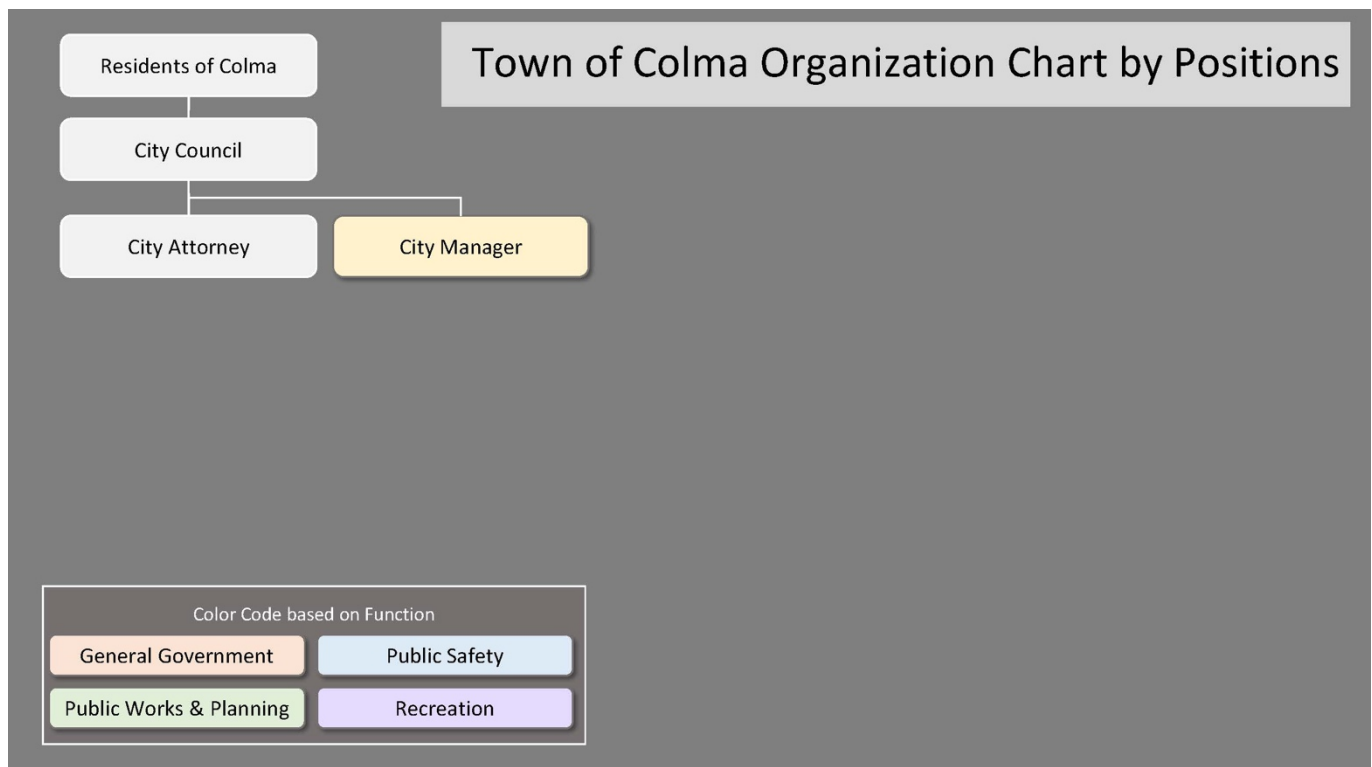 Town of Colma Organization Chart by Positions
Residents of Colma
City Council
City Attorney
City Manager
Color Code based on Function
General Government
Public Safety
Public Works & Planning
Recreation